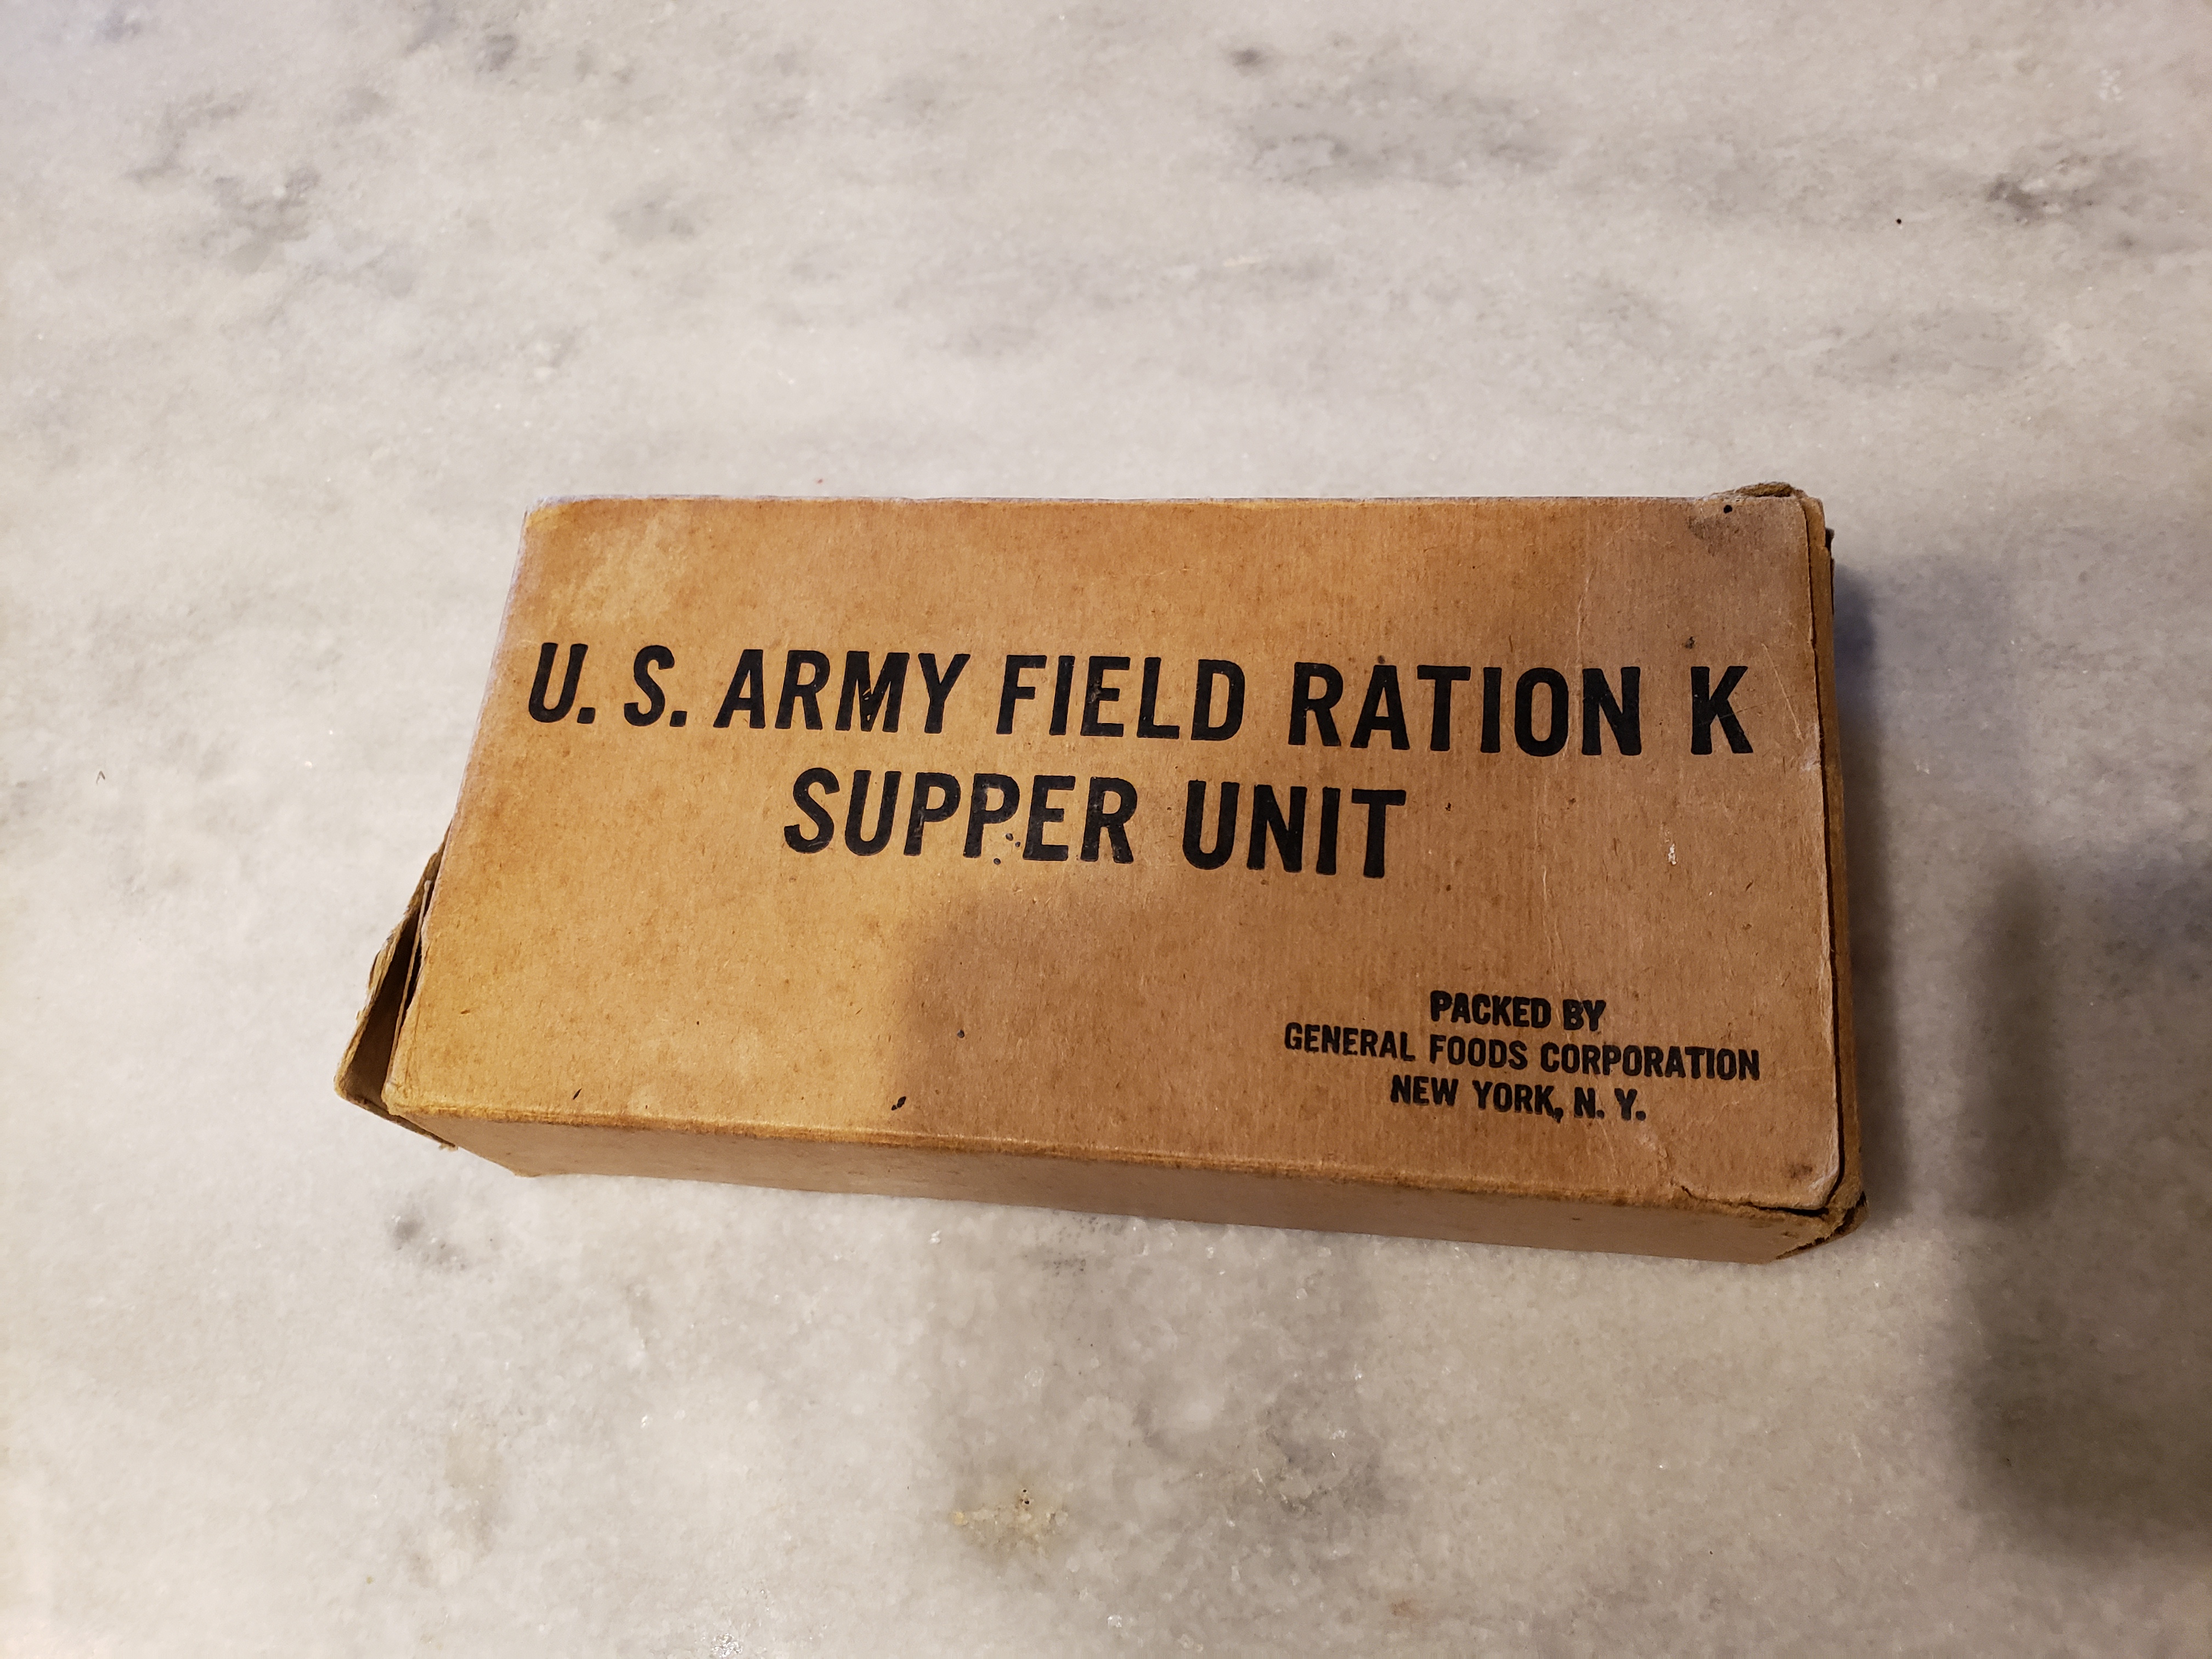 U. S. ARMY FIELD RATION K
SUPPER UNIT
PACKED BY
GENERAL FOODS CORPORATION
NEW YORK, N. Y.